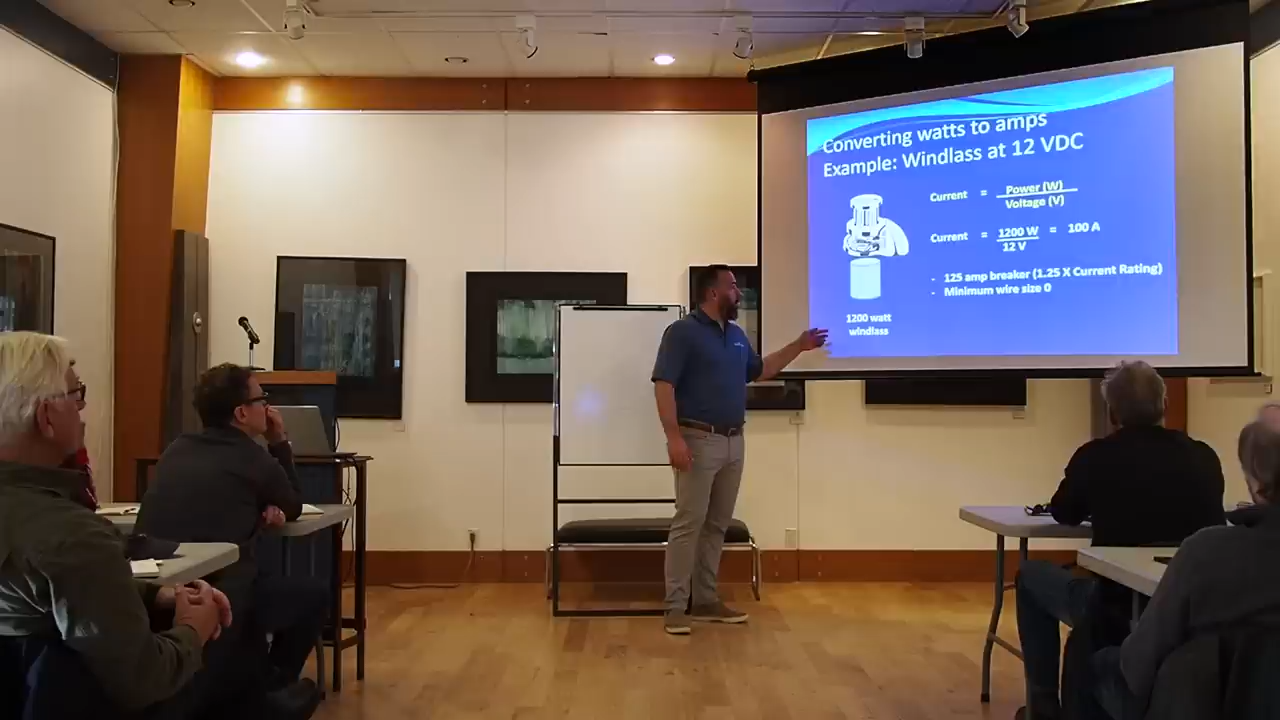 Converting watts to amps
Example: Windlass at 12 VDC
Current = Power (W)
Voltage (V)
Current = 1200 W = 100 A
12 V
- 125 amp breaker (1.25 X Current Rating)
- Minimum wire size 0
1200 watt
windlass